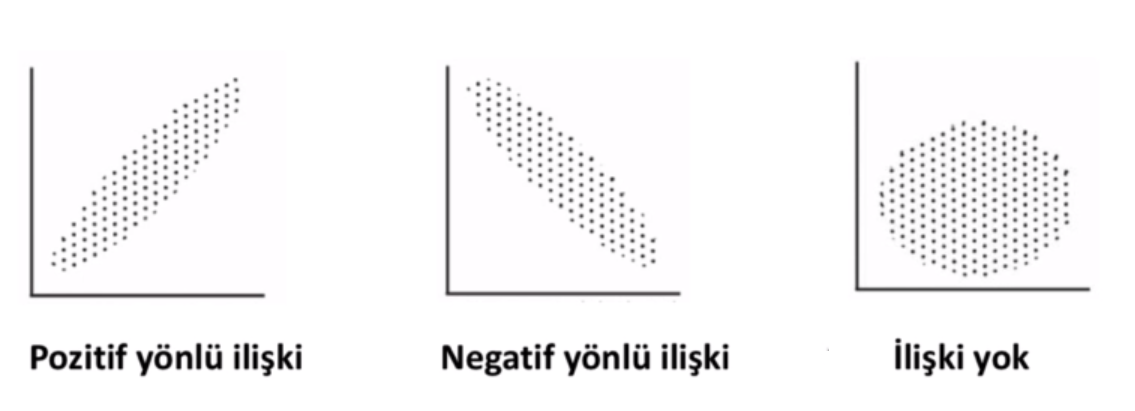 Pozitif yönlü ilişki
Negatif yönlü ilişki
İlişki yok